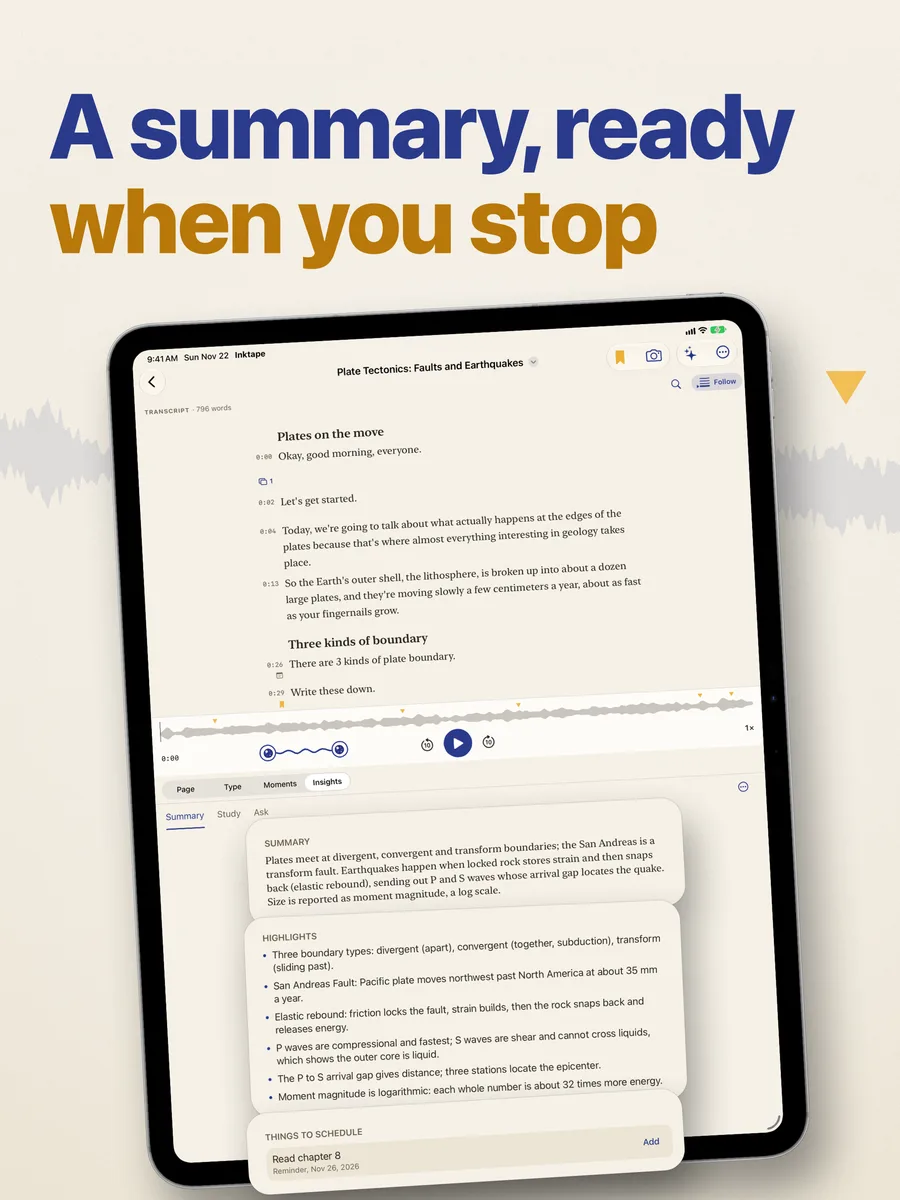 A summary, ready
when you stop
9:41 AM Sun Nov 22 Inktape
Plate Tectonics: Faults and Earthquakes
Follow
TRANSCRIPT · 796 words
Plates on the move
0:00 Okay, good morning, everyone.
1
0:02 Let's get started.
0:04 Today, we're going to talk about what actually happens at the edges of the
plates because that's where almost everything interesting in geology takes
place.
0:13 So the Earth's outer shell, the lithosphere, is broken up into about a dozen
large plates, and they're moving slowly a few centimeters a year, about as fast
as your fingernails grow.
Three kinds of boundary
0:26 There are 3 kinds of plate boundary.
0:29 Write these down.
0:00
10
10
1×
Page Type Moments Insights
Summary Study Ask
SUMMARY
Plates meet at divergent, convergent and transform boundaries; the San Andreas is a
transform fault. Earthquakes happen when locked rock stores strain and then snaps
back (elastic rebound), sending out P and S waves whose arrival gap locates the quake.
Size is reported as moment magnitude, a log scale.
HIGHLIGHTS
• Three boundary types: divergent (apart), convergent (together, subduction), transform
(sliding past).
• San Andreas Fault: Pacific plate moves northwest past North America at about 35 mm
a year.
• Elastic rebound: friction locks the fault, strain builds, then the rock snaps back and
releases energy.
• P waves are compressional and fastest; S waves are shear and cannot cross liquids,
which shows the outer core is liquid.
• The P to S arrival gap gives distance; three stations locate the epicenter.
• Moment magnitude is logarithmic: each whole number is about 32 times more energy.
THINGS TO SCHEDULE
Read chapter 8
Reminder, Nov 26, 2026
Add